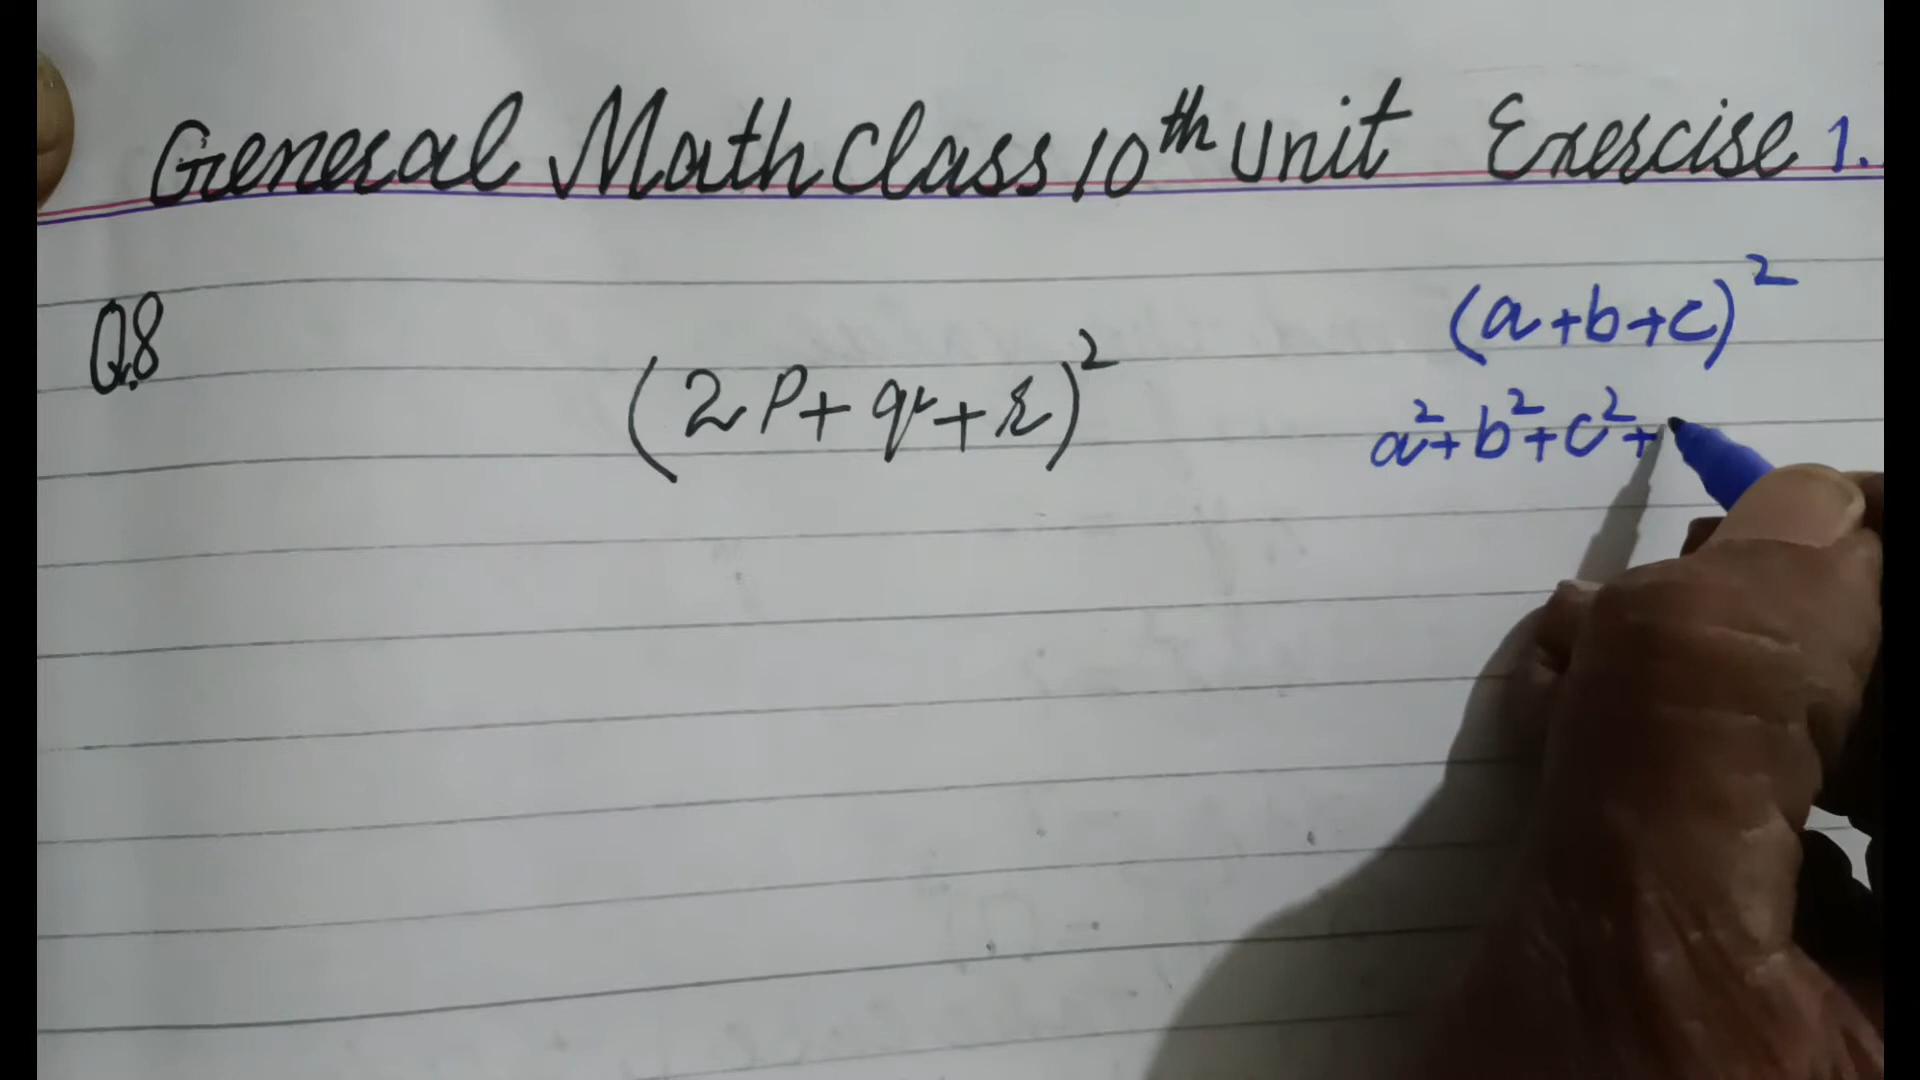 General Math Class 10th Unit Exercise 1.
Q.8
(2P+q+r)²
(a+b+c)²
a²+b²+c²+